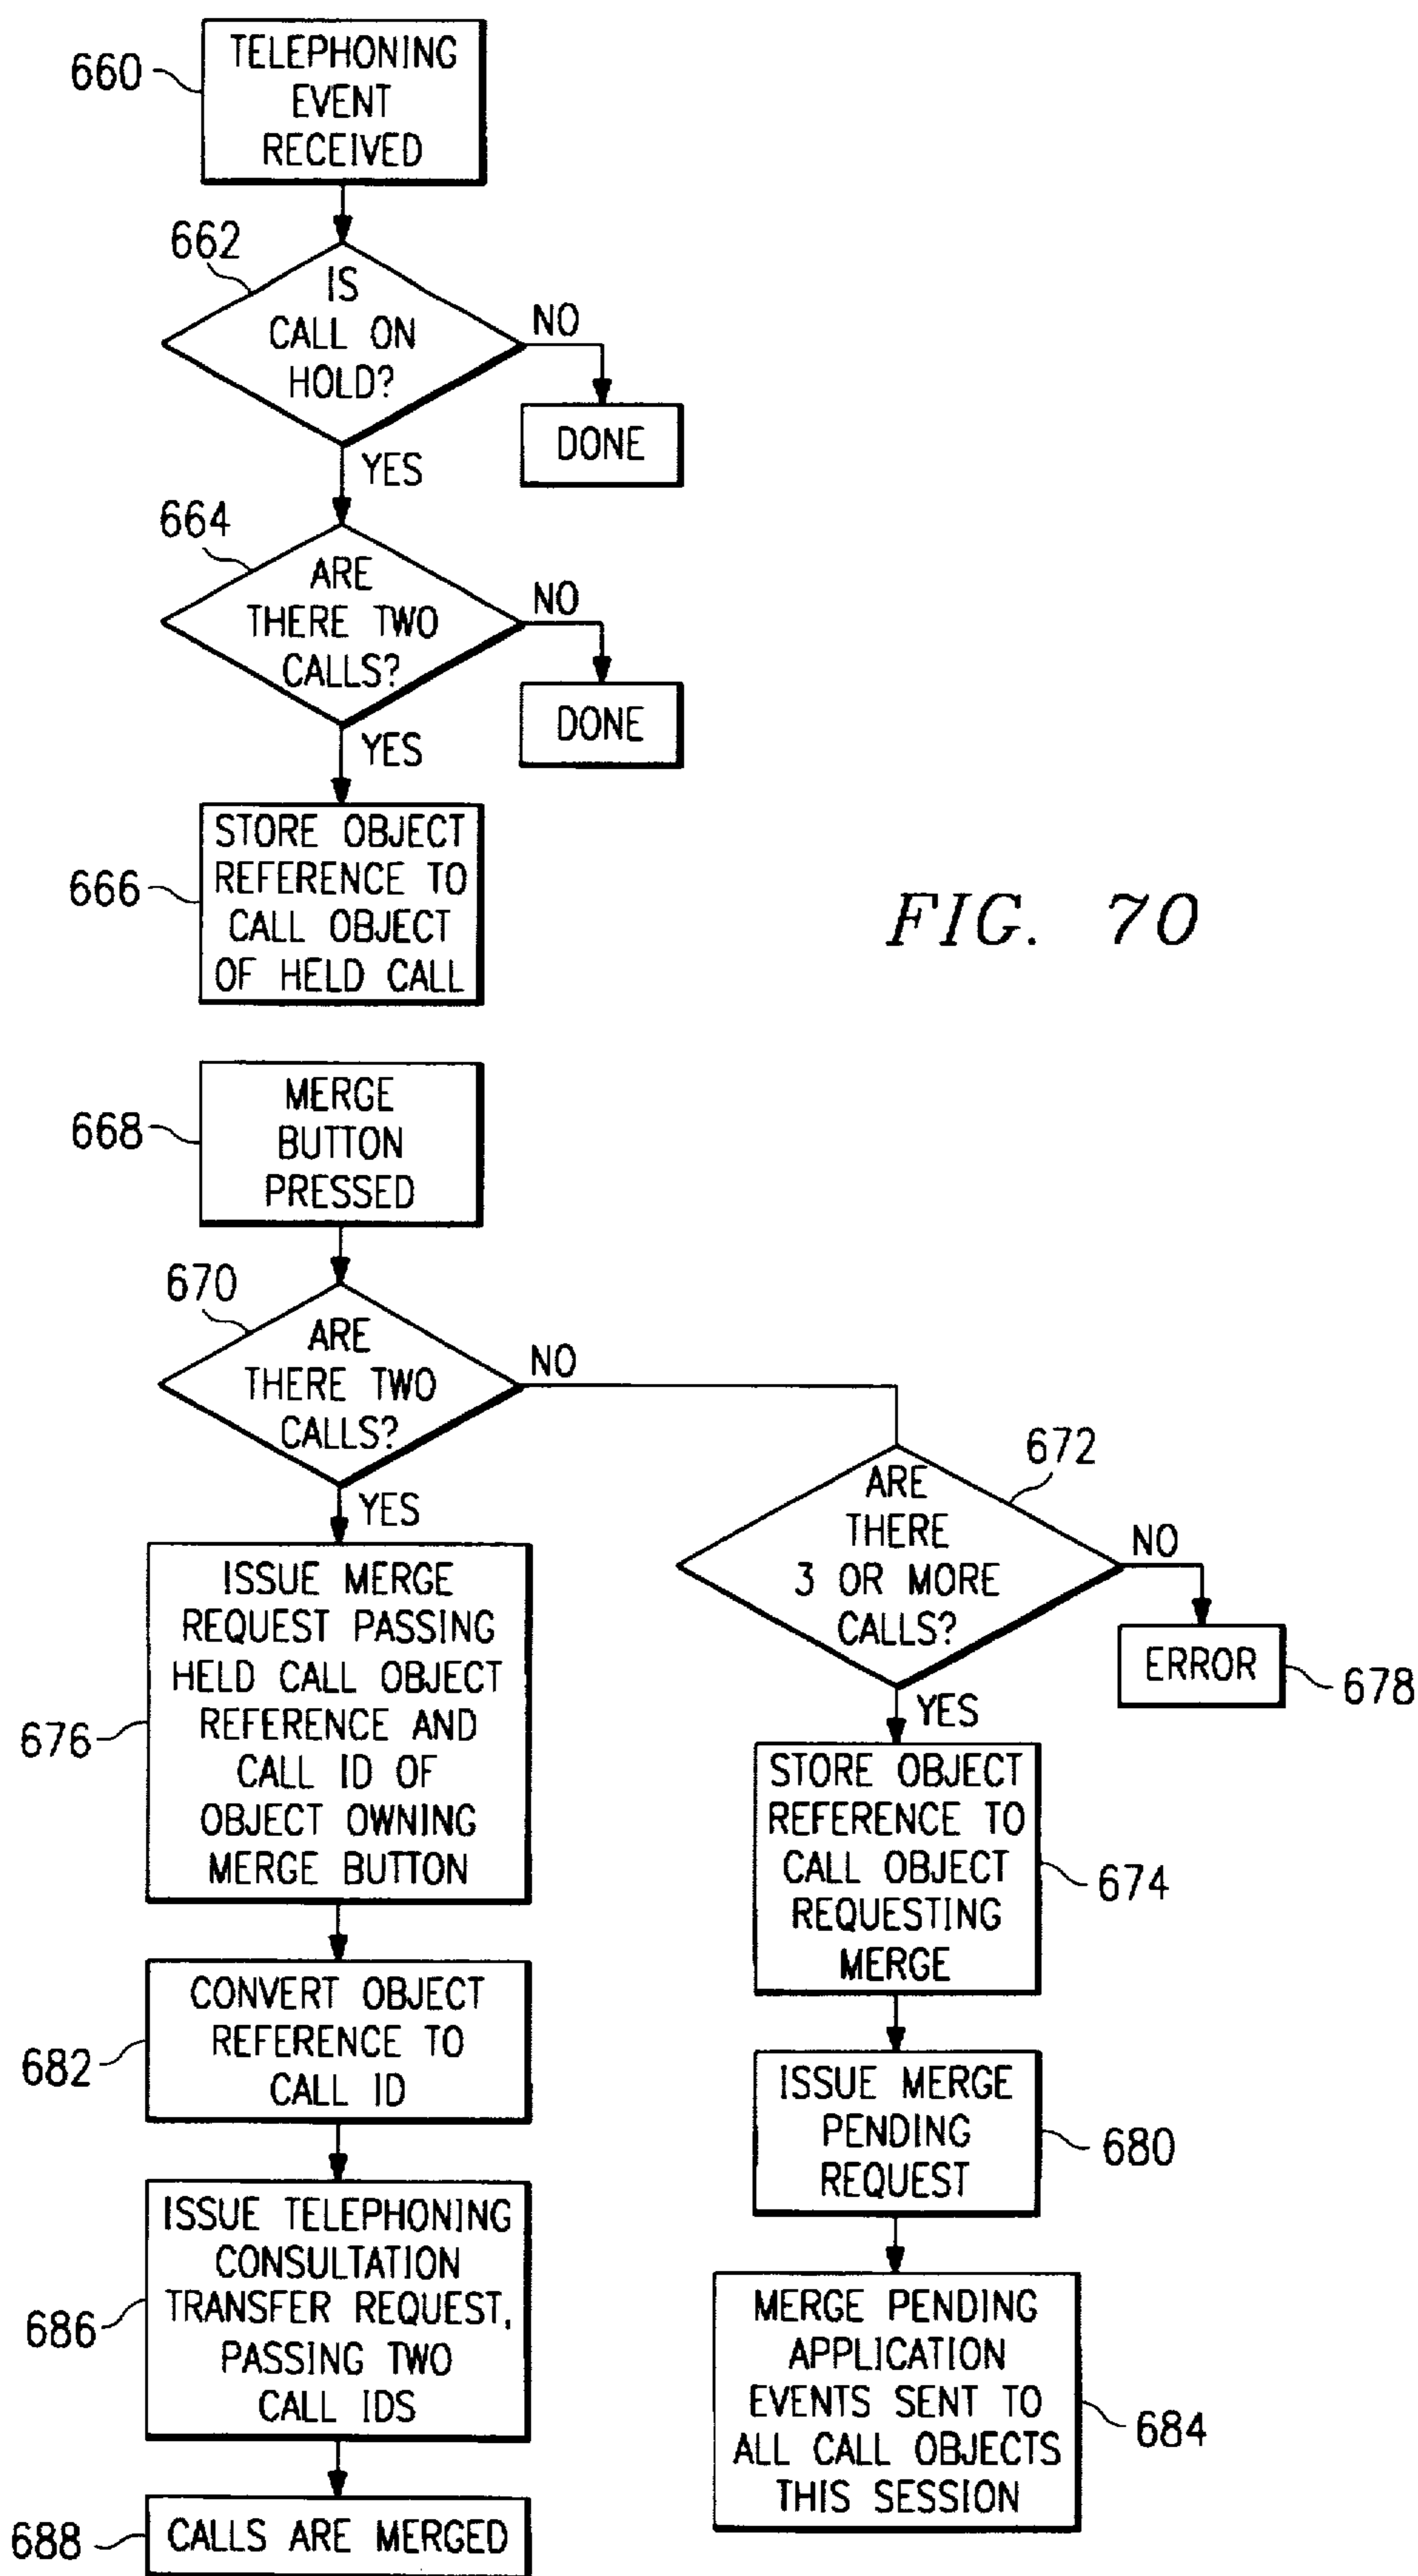 660
TELEPHONING
EVENT
RECEIVED
662
IS
CALL ON
HOLD?
NO
DONE
YES
664
ARE
THERE TWO
CALLS?
NO
DONE
YES
666
STORE OBJECT
REFERENCE TO
CALL OBJECT
OF HELD CALL
FIG. 70
668
MERGE
BUTTON
PRESSED
670
ARE
THERE TWO
CALLS?
NO
YES
672
ARE
THERE
3 OR MORE
CALLS?
NO
ERROR
678
YES
676
ISSUE MERGE
REQUEST PASSING
HELD CALL OBJECT
REFERENCE AND
CALL ID OF
OBJECT OWNING
MERGE BUTTON
STORE OBJECT
REFERENCE TO
CALL OBJECT
REQUESTING
MERGE
674
682
CONVERT OBJECT
REFERENCE TO
CALL ID
ISSUE MERGE
PENDING
REQUEST
680
686
ISSUE TELEPHONING
CONSULTATION
TRANSFER REQUEST,
PASSING TWO
CALL IDS
MERGE PENDING
APPLICATION
EVENTS SENT TO
ALL CALL OBJECTS
THIS SESSION
684
688
CALLS ARE MERGED